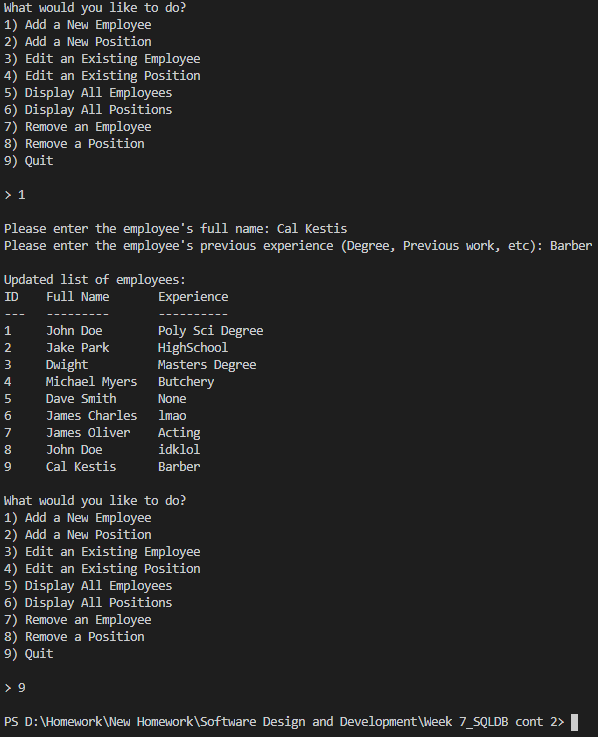 What would you like to do?
1) Add a New Employee
2) Add a New Position
3) Edit an Existing Employee
4) Edit an Existing Position
5) Display All Employees
6) Display All Positions
7) Remove an Employee
8) Remove a Position
9) Quit
> 1
Please enter the employee's full name: Cal Kestis
Please enter the employee's previous experience (Degree, Previous work, etc): Barber
Updated list of employees:
ID    Full Name       Experience
---   ---------       ----------
1     John Doe        Poly Sci Degree
2     Jake Park       HighSchool
3     Dwight          Masters Degree
4     Michael Myers   Butchery
5     Dave Smith      None
6     James Charles   lmao
7     James Oliver    Acting
8     John Doe        idklol
9     Cal Kestis      Barber
What would you like to do?
1) Add a New Employee
2) Add a New Position
3) Edit an Existing Employee
4) Edit an Existing Position
5) Display All Employees
6) Display All Positions
7) Remove an Employee
8) Remove a Position
9) Quit
> 9
PS D:\Homework\New Homework\Software Design and Development\Week 7_SQLDB cont 2>